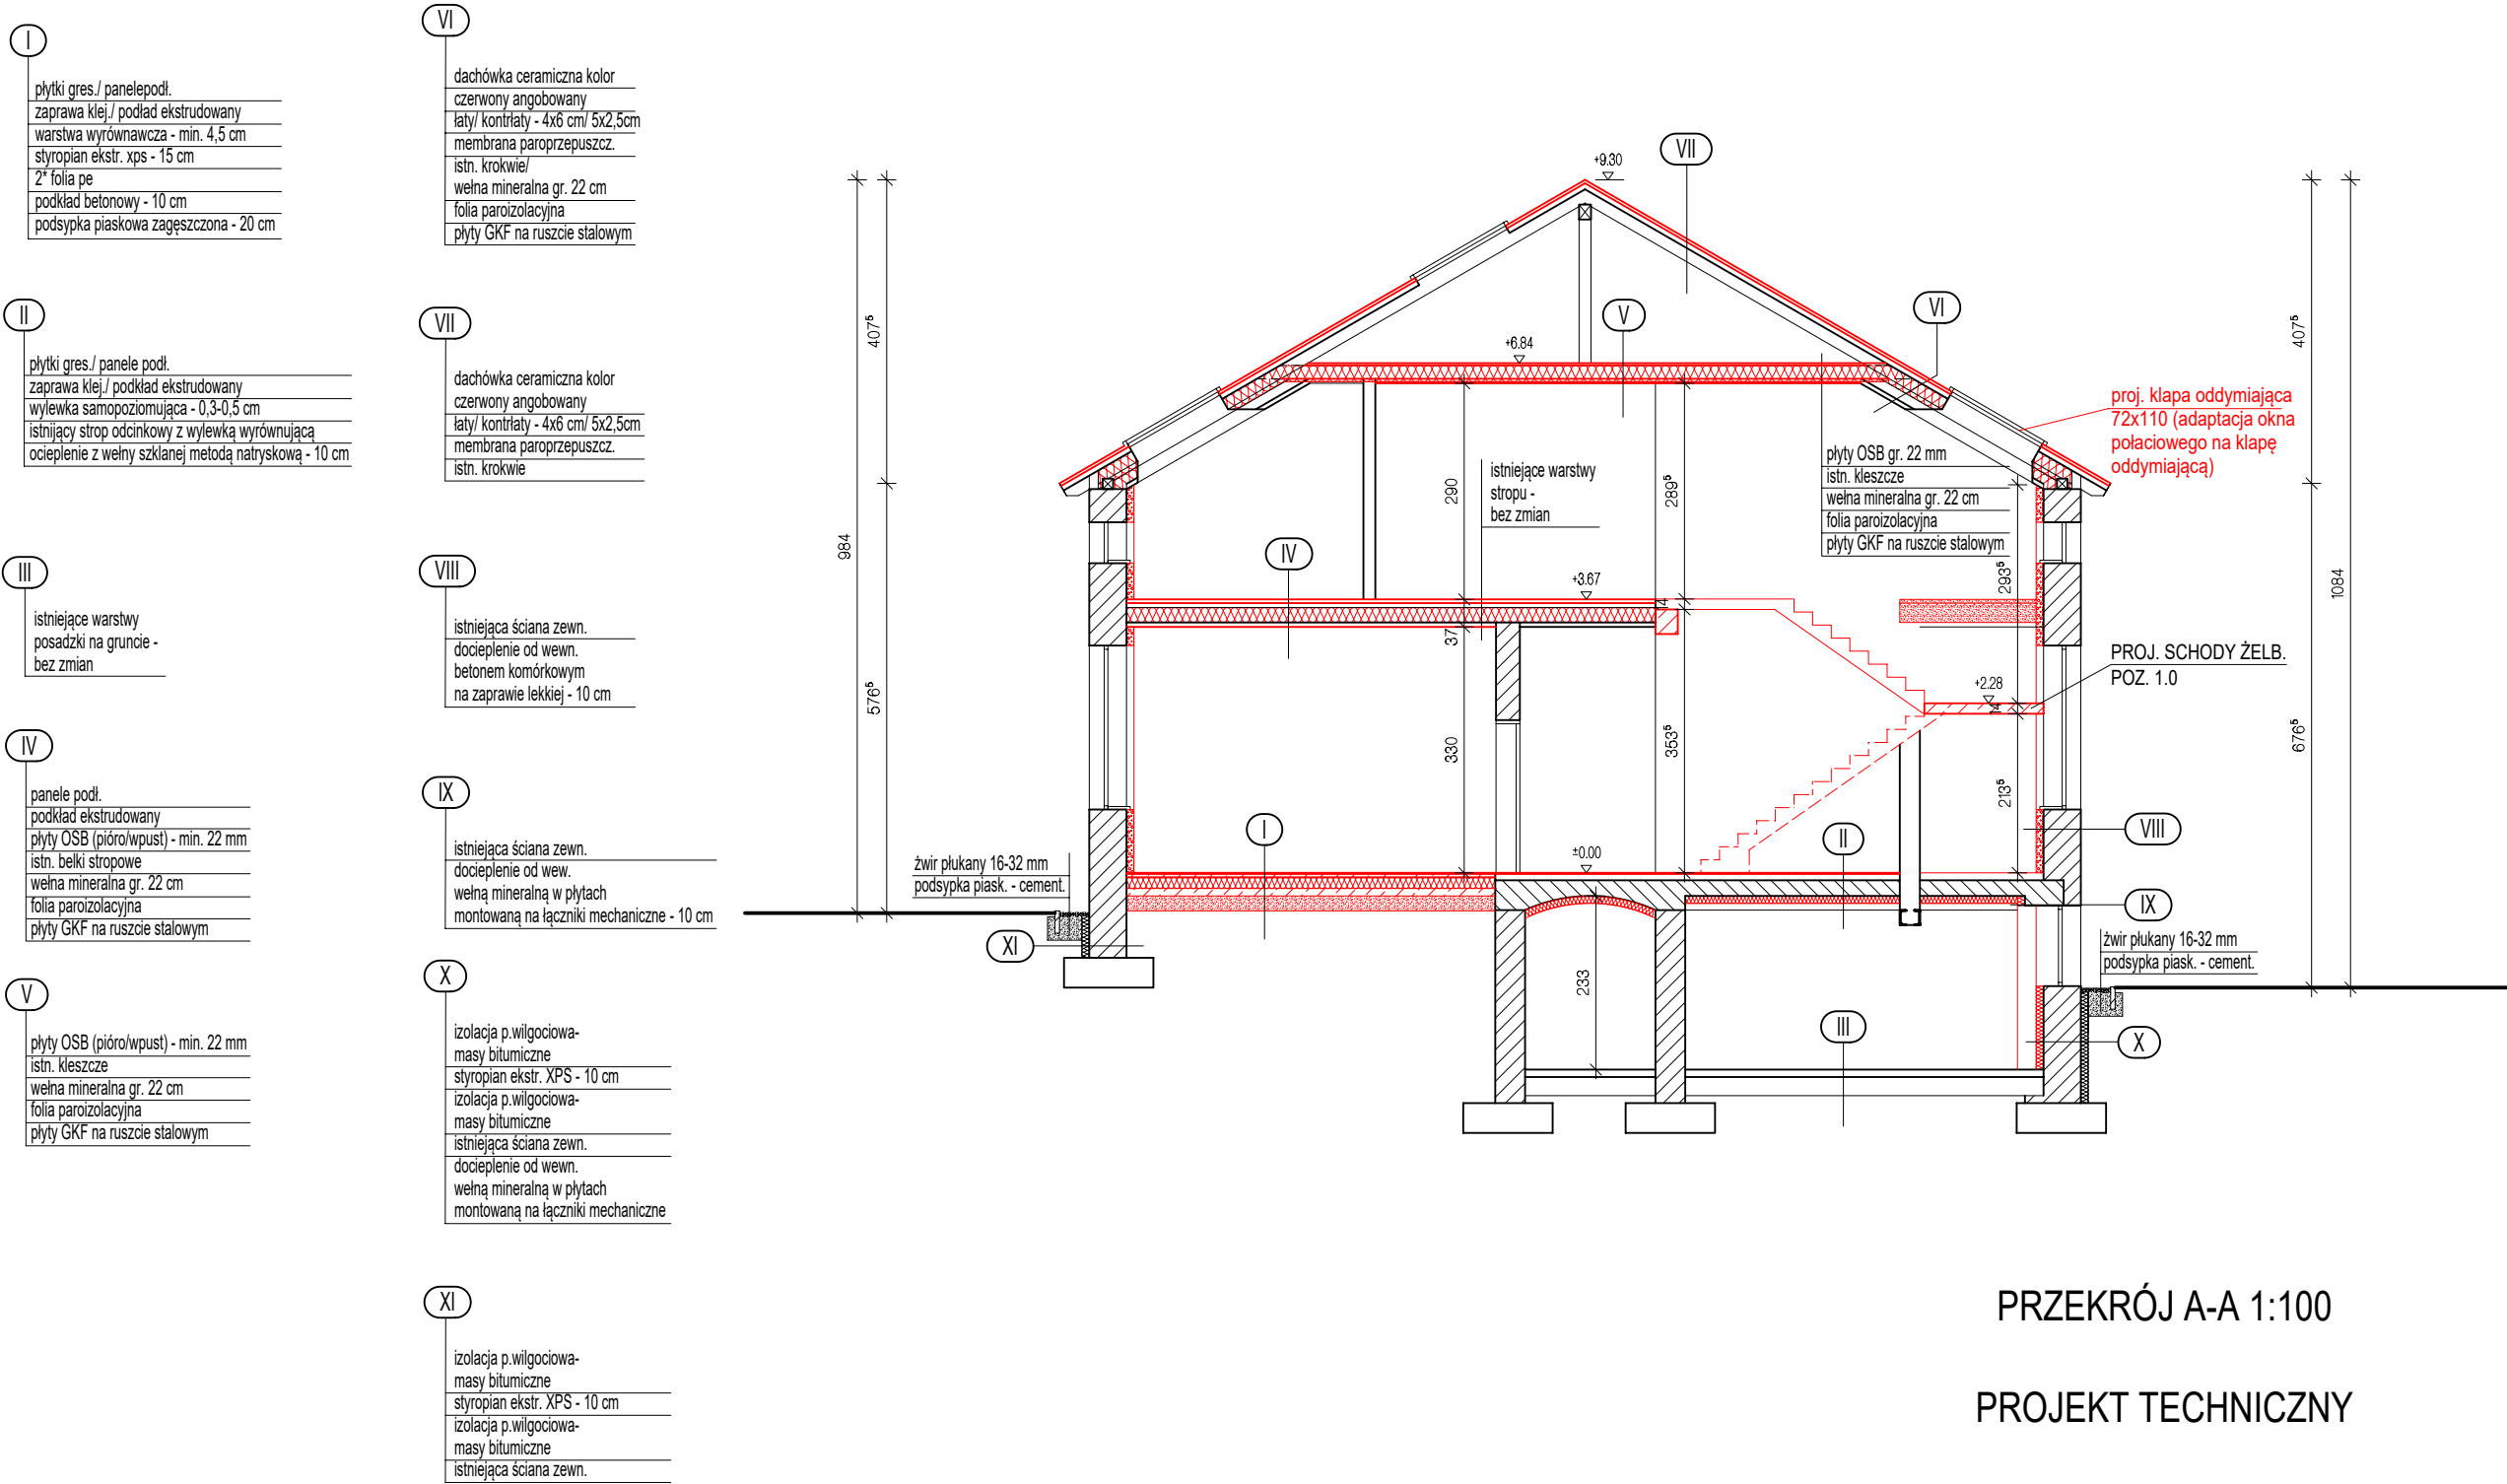 I
płytki gres./ panelepodł.
zaprawa klej./ podład ekstrudowany
warstwa wyrównawcza - min. 4,5 cm
styropian ekstr. xps - 15 cm
2* folia pe
podkład betonowy - 10 cm
podsypka piaskowa zagęszczona - 20 cm
II
płytki gres./ panele podł.
zaprawa klej./ podkład ekstrudowany
wylewka samopoziomująca - 0,3-0,5 cm
istnijący strop odcinkowy z wylewką wyrównującą
ocieplenie z wełny szklanej metodą natryskową - 10 cm
III
istniejące warstwy
posadzki na gruncie -
bez zmian
IV
panele podł.
podkład ekstrudowany
płyty OSB (pióro/wpust) - min. 22 mm
istn. belki stropowe
wełna mineralna gr. 22 cm
folia paroizolacyjna
płyty GKF na ruszcie stalowym
V
płyty OSB (pióro/wpust) - min. 22 mm
istn. kleszcze
wełna mineralna gr. 22 cm
folia paroizolacyjna
płyty GKF na ruszcie stalowym
VI
dachówka ceramiczna kolor
czerwony angobowany
łaty/ kontrłaty - 4x6 cm/ 5x2,5cm
membrana paroprzepuszcz.
istn. krokwie/
wełna mineralna gr. 22 cm
folia paroizolacyjna
płyty GKF na ruszcie stalowym
VII
dachówka ceramiczna kolor
czerwony angobowany
łaty/ kontrłaty - 4x6 cm/ 5x2,5cm
membrana paroprzepuszcz.
istn. krokwie
VIII
istniejąca ściana zewn.
docieplenie od wewn.
betonem komórkowym
na zaprawie lekkiej - 10 cm
IX
istniejąca ściana zewn.
docieplenie od wew.
wełną mineralną w płytach
montowaną na łączniki mechaniczne - 10 cm
X
izolacja p.wilgociowa-
masy bitumiczne
styropian ekstr. XPS - 10 cm
izolacja p.wilgociowa-
masy bitumiczne
istniejąca ściana zewn.
docieplenie od wewn.
wełną mineralną w płytach
montowaną na łączniki mechaniczne
XI
izolacja p.wilgociowa-
masy bitumiczne
styropian ekstr. XPS - 10 cm
izolacja p.wilgociowa-
masy bitumiczne
istniejąca ściana zewn.
984
407⁵
576⁵
+9.30
VII
V
VI
+6.84
290
istniejące warstwy
stropu -
bez zmian
289⁵
płyty OSB gr. 22 mm
istn. kleszcze
wełna mineralna gr. 22 cm
folia paroizolacyjna
płyty GKF na ruszcie stalowym
proj. klapa oddymiająca
72x110 (adaptacja okna
połaciowego na klapę
oddymiającą)
407⁵
1084
676⁵
IV
+3.67
14
293⁵
37
PROJ. SCHODY ŻELB.
POZ. 1.0
+2.28
14
330
353⁵
213⁵
I
II
VIII
±0.00
żwir płukany 16-32 mm
podsypka piask. - cement.
IX
XI
żwir płukany 16-32 mm
podsypka piask. - cement.
233
III
X
PRZEKRÓJ A-A 1:100
PROJEKT TECHNICZNY